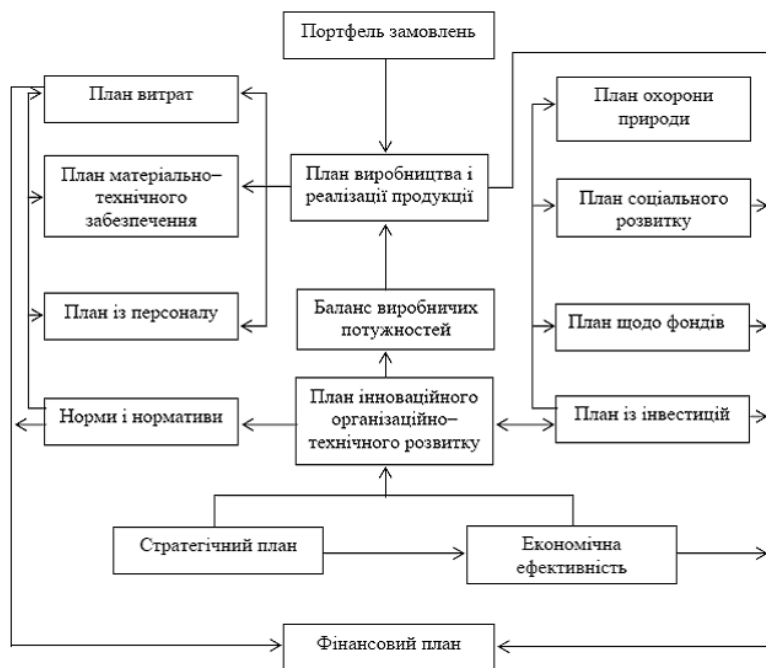 Портфель замовлень
План витрат
План охорони
природи
План матеріально–
технічного
забезпечення
План виробництва і
реалізації продукції
План соціального
розвитку
План із персоналу
Баланс виробничих
потужностей
План щодо фондів
Норми і нормативи
План інноваційного
організаційно–
технічного розвитку
План із інвестицій
Стратегічний план
Економічна
ефективність
Фінансовий план